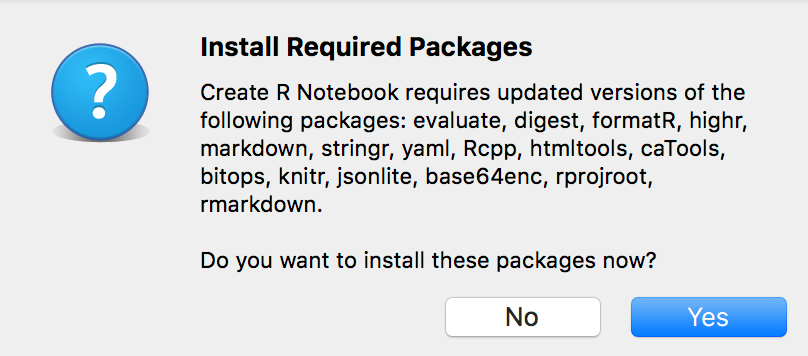 ?
Install Required Packages
Create R Notebook requires updated versions of the
following packages: evaluate, digest, formatR, highr,
markdown, stringr, yaml, Rcpp, htmltools, caTools,
bitops, knitr, jsonlite, base64enc, rprojroot,
rmarkdown.
Do you want to install these packages now?
No
Yes